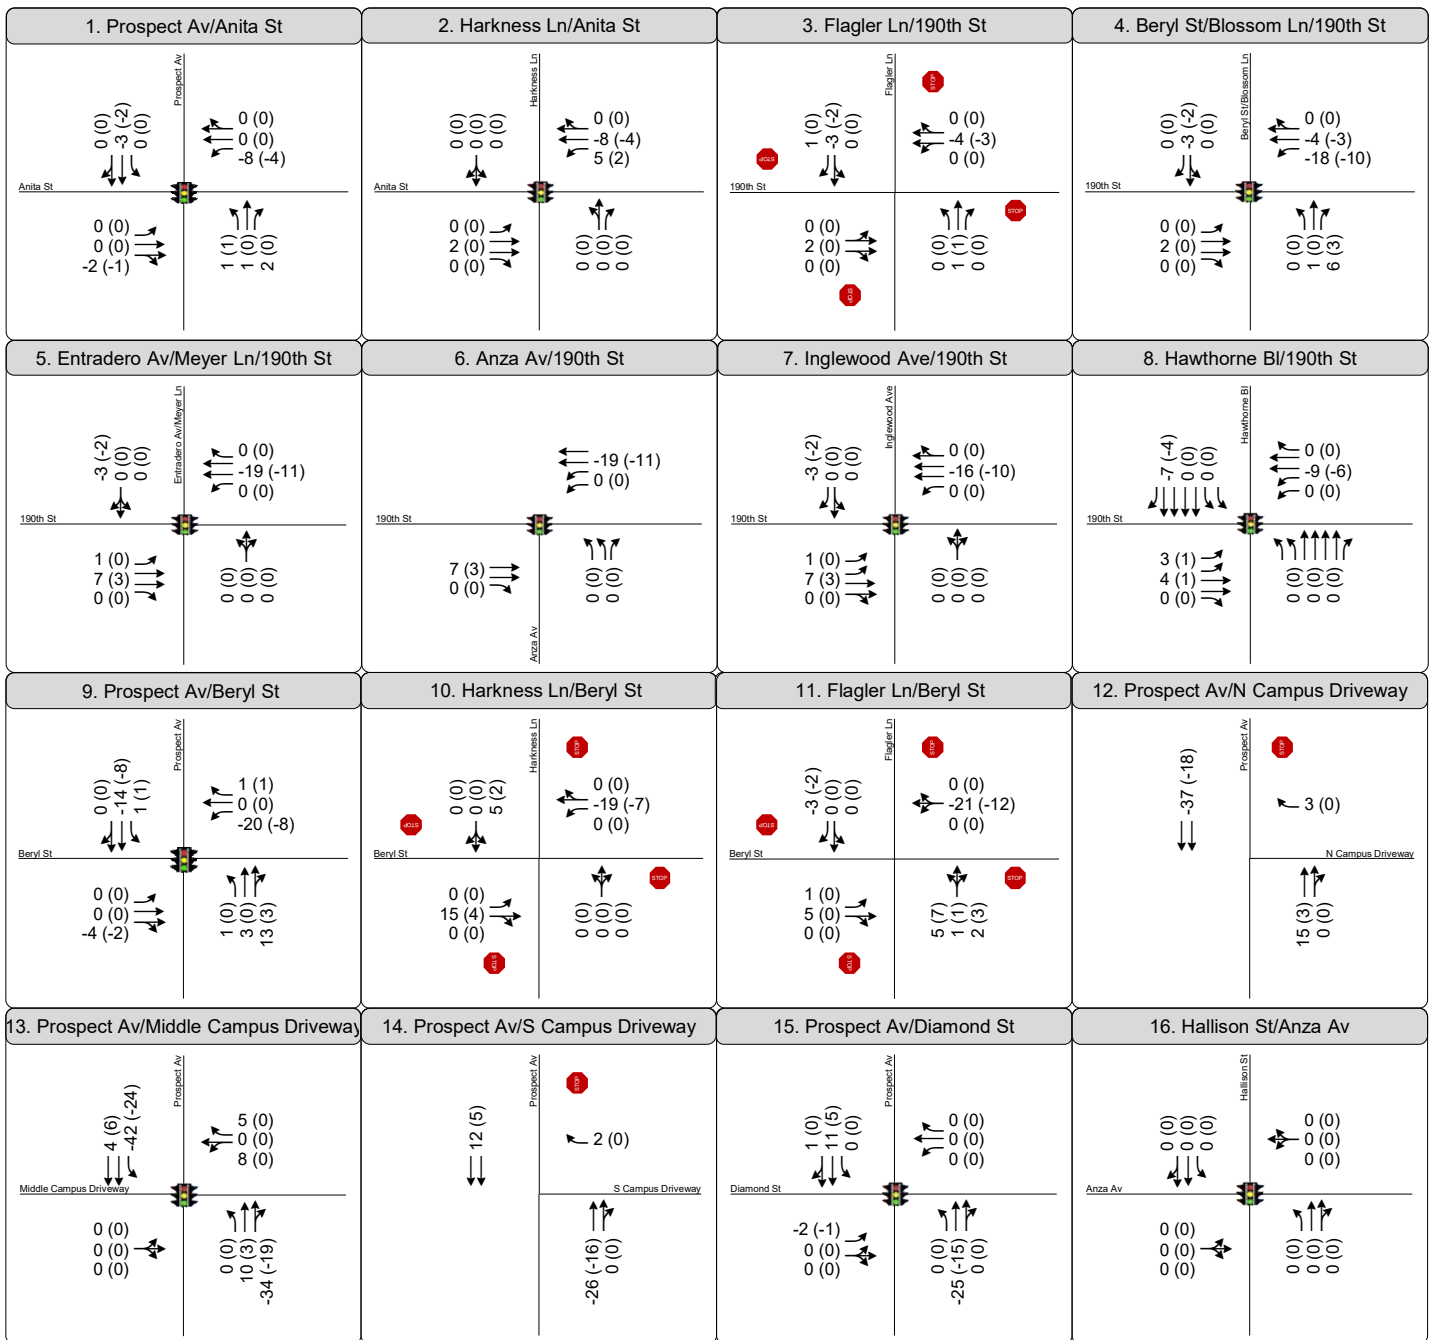 1. Prospect Av/Anita St
Prospect Av
0 (0)
-3 (-2)
0 (0)
0 (0)
0 (0)
-8 (-4)
Anita St
0 (0)
0 (0)
-2 (-1)
1 (1)
1 (0)
2 (0)
2. Harkness Ln/Anita St
Harkness Ln
0 (0)
0 (0)
0 (0)
0 (0)
-8 (-4)
5 (2)
Anita St
0 (0)
2 (0)
0 (0)
0 (0)
0 (0)
0 (0)
3. Flagler Ln/190th St
Flagler Ln
STOP
1 (0)
-3 (-2)
0 (0)
0 (0)
-4 (-3)
0 (0)
STOP
190th St
STOP
0 (0)
2 (0)
0 (0)
0 (0)
1 (1)
0 (0)
STOP
4. Beryl St/Blossom Ln/190th St
Beryl St/Blossom Ln
0 (0)
-3 (-2)
0 (0)
0 (0)
-4 (-3)
-18 (-10)
190th St
0 (0)
2 (0)
0 (0)
0 (0)
1 (0)
6 (3)
5. Entradero Av/Meyer Ln/190th St
Entradero Av/Meyer Ln
-3 (-2)
0 (0)
0 (0)
0 (0)
-19 (-11)
0 (0)
190th St
1 (0)
7 (3)
0 (0)
0 (0)
0 (0)
0 (0)
6. Anza Av/190th St
-19 (-11)
0 (0)
190th St
7 (3)
0 (0)
0 (0)
0 (0)
Anza Av
7. Inglewood Ave/190th St
Inglewood Ave
-3 (-2)
0 (0)
0 (0)
0 (0)
-16 (-10)
0 (0)
190th St
1 (0)
7 (3)
0 (0)
0 (0)
0 (0)
0 (0)
8. Hawthorne Bl/190th St
Hawthorne Bl
-7 (-4)
0 (0)
0 (0)
0 (0)
-9 (-6)
0 (0)
190th St
3 (1)
4 (1)
0 (0)
0 (0)
0 (0)
0 (0)
9. Prospect Av/Beryl St
Prospect Av
0 (0)
-14 (-8)
1 (1)
1 (1)
0 (0)
-20 (-8)
Beryl St
0 (0)
0 (0)
-4 (-2)
1 (0)
3 (0)
13 (3)
10. Harkness Ln/Beryl St
Harkness Ln
STOP
0 (0)
0 (0)
5 (2)
0 (0)
-19 (-7)
0 (0)
STOP
Beryl St
STOP
0 (0)
15 (4)
0 (0)
0 (0)
0 (0)
0 (0)
STOP
11. Flagler Ln/Beryl St
Flagler Ln
STOP
-3 (-2)
0 (0)
0 (0)
0 (0)
-21 (-12)
0 (0)
STOP
Beryl St
STOP
1 (0)
5 (0)
0 (0)
5 (7)
1 (1)
2 (3)
STOP
12. Prospect Av/N Campus Driveway
Prospect Av
STOP
-37 (-18)
3 (0)
N Campus Driveway
15 (3)
0 (0)
13. Prospect Av/Middle Campus Driveway
Prospect Av
4 (6)
-42 (-24)
5 (0)
0 (0)
8 (0)
Middle Campus Driveway
0 (0)
0 (0)
0 (0)
0 (0)
10 (3)
-34 (-19)
14. Prospect Av/S Campus Driveway
Prospect Av
STOP
12 (5)
2 (0)
S Campus Driveway
-26 (-16)
0 (0)
15. Prospect Av/Diamond St
Prospect Av
1 (0)
11 (5)
0 (0)
0 (0)
0 (0)
0 (0)
Diamond St
-2 (-1)
0 (0)
0 (0)
0 (0)
-25 (-15)
0 (0)
16. Hallison St/Anza Av
Hallison St
0 (0)
0 (0)
0 (0)
0 (0)
0 (0)
0 (0)
Anza Av
0 (0)
0 (0)
0 (0)
0 (0)
0 (0)
0 (0)